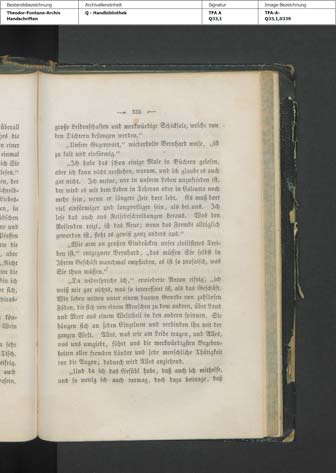 Bestandsbezeichnung
Theodor-Fontane-Archiv
Handschriften
Archivalieneinheit
Q - Handbibliothek
Signatur
TFA A
Q33,1
Image-Bezeichnung
TFA-A-
Q33,1,0339
— 335 —
große Leidenschaften und merkwürdige Schicksale, welche von
den Dichtern besungen werden.“
„Unsere Gegenwart,“ wiederholte Bernhard leise, „ist
so kalt und einförmig.“
„Ich habe das schon einige Male in Büchern gelesen,
aber ich kann nicht verstehen, warum, und ich glaube es auch
gar nicht. Ich meine, wer in unserm Leben unzufrieden ist,
der wird es mit dem Leben in Teheran oder in Calcutta noch
mehr sein, wenn er längere Zeit dort lebt. Es muß dort
viel einförmiger und langweiliger sein, als bei uns. Ich
lese das auch aus Reisebeschreibungen heraus. Was den
Reisenden reizt, ist das Neue; wenn das Fremde alltäglich
geworden ist, sieht es gewiß ganz anders aus.“
„Wie arm an großen Eindrücken unser civilisirtes Trei-
ben ist,“ entgegnete Bernhard, „das müssen Sie selbst in
Ihrem Geschäft manchmal empfinden, es ist so prosaisch, was
Sie thun müssen.“
„Da widerspreche ich,“ erwiederte Anton eifrig, „ich
weiß mir gar nichts, was so interessant ist, als das Geschäft.
Wir leben mitten unter einem bunten Gewebe von zahllosen
Fäden, die sich von einem Menschen zu dem andern, über Land
und Meer aus einem Welttheil in den andern spinnen. Sie
hängen sich an jeden Einzelnen und verbinden ihn mit der
ganzen Welt. Alles, was wir am Leibe tragen, und Alles,
was uns umgiebt, führt uns die merkwürdigsten Begeben-
heiten aller fremden Länder und jede menschliche Thätigkeit
vor die Augen; dadurch wird Alles anziehend.
„Und da ich das Gefühl habe, daß auch ich mithelfe,
und so wenig ich auch vermag, doch dazu beitrage, daß